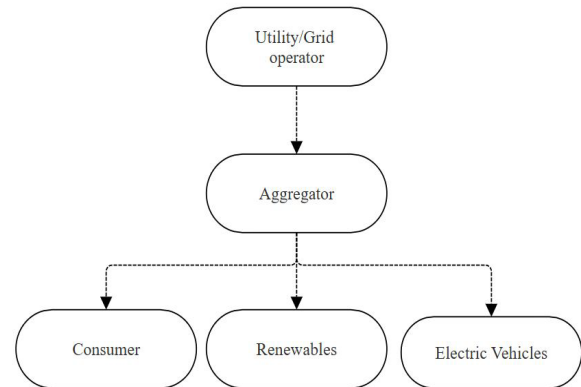 Utility/Grid
operator
Aggregator
Consumer
Renewables
Electric Vehicles